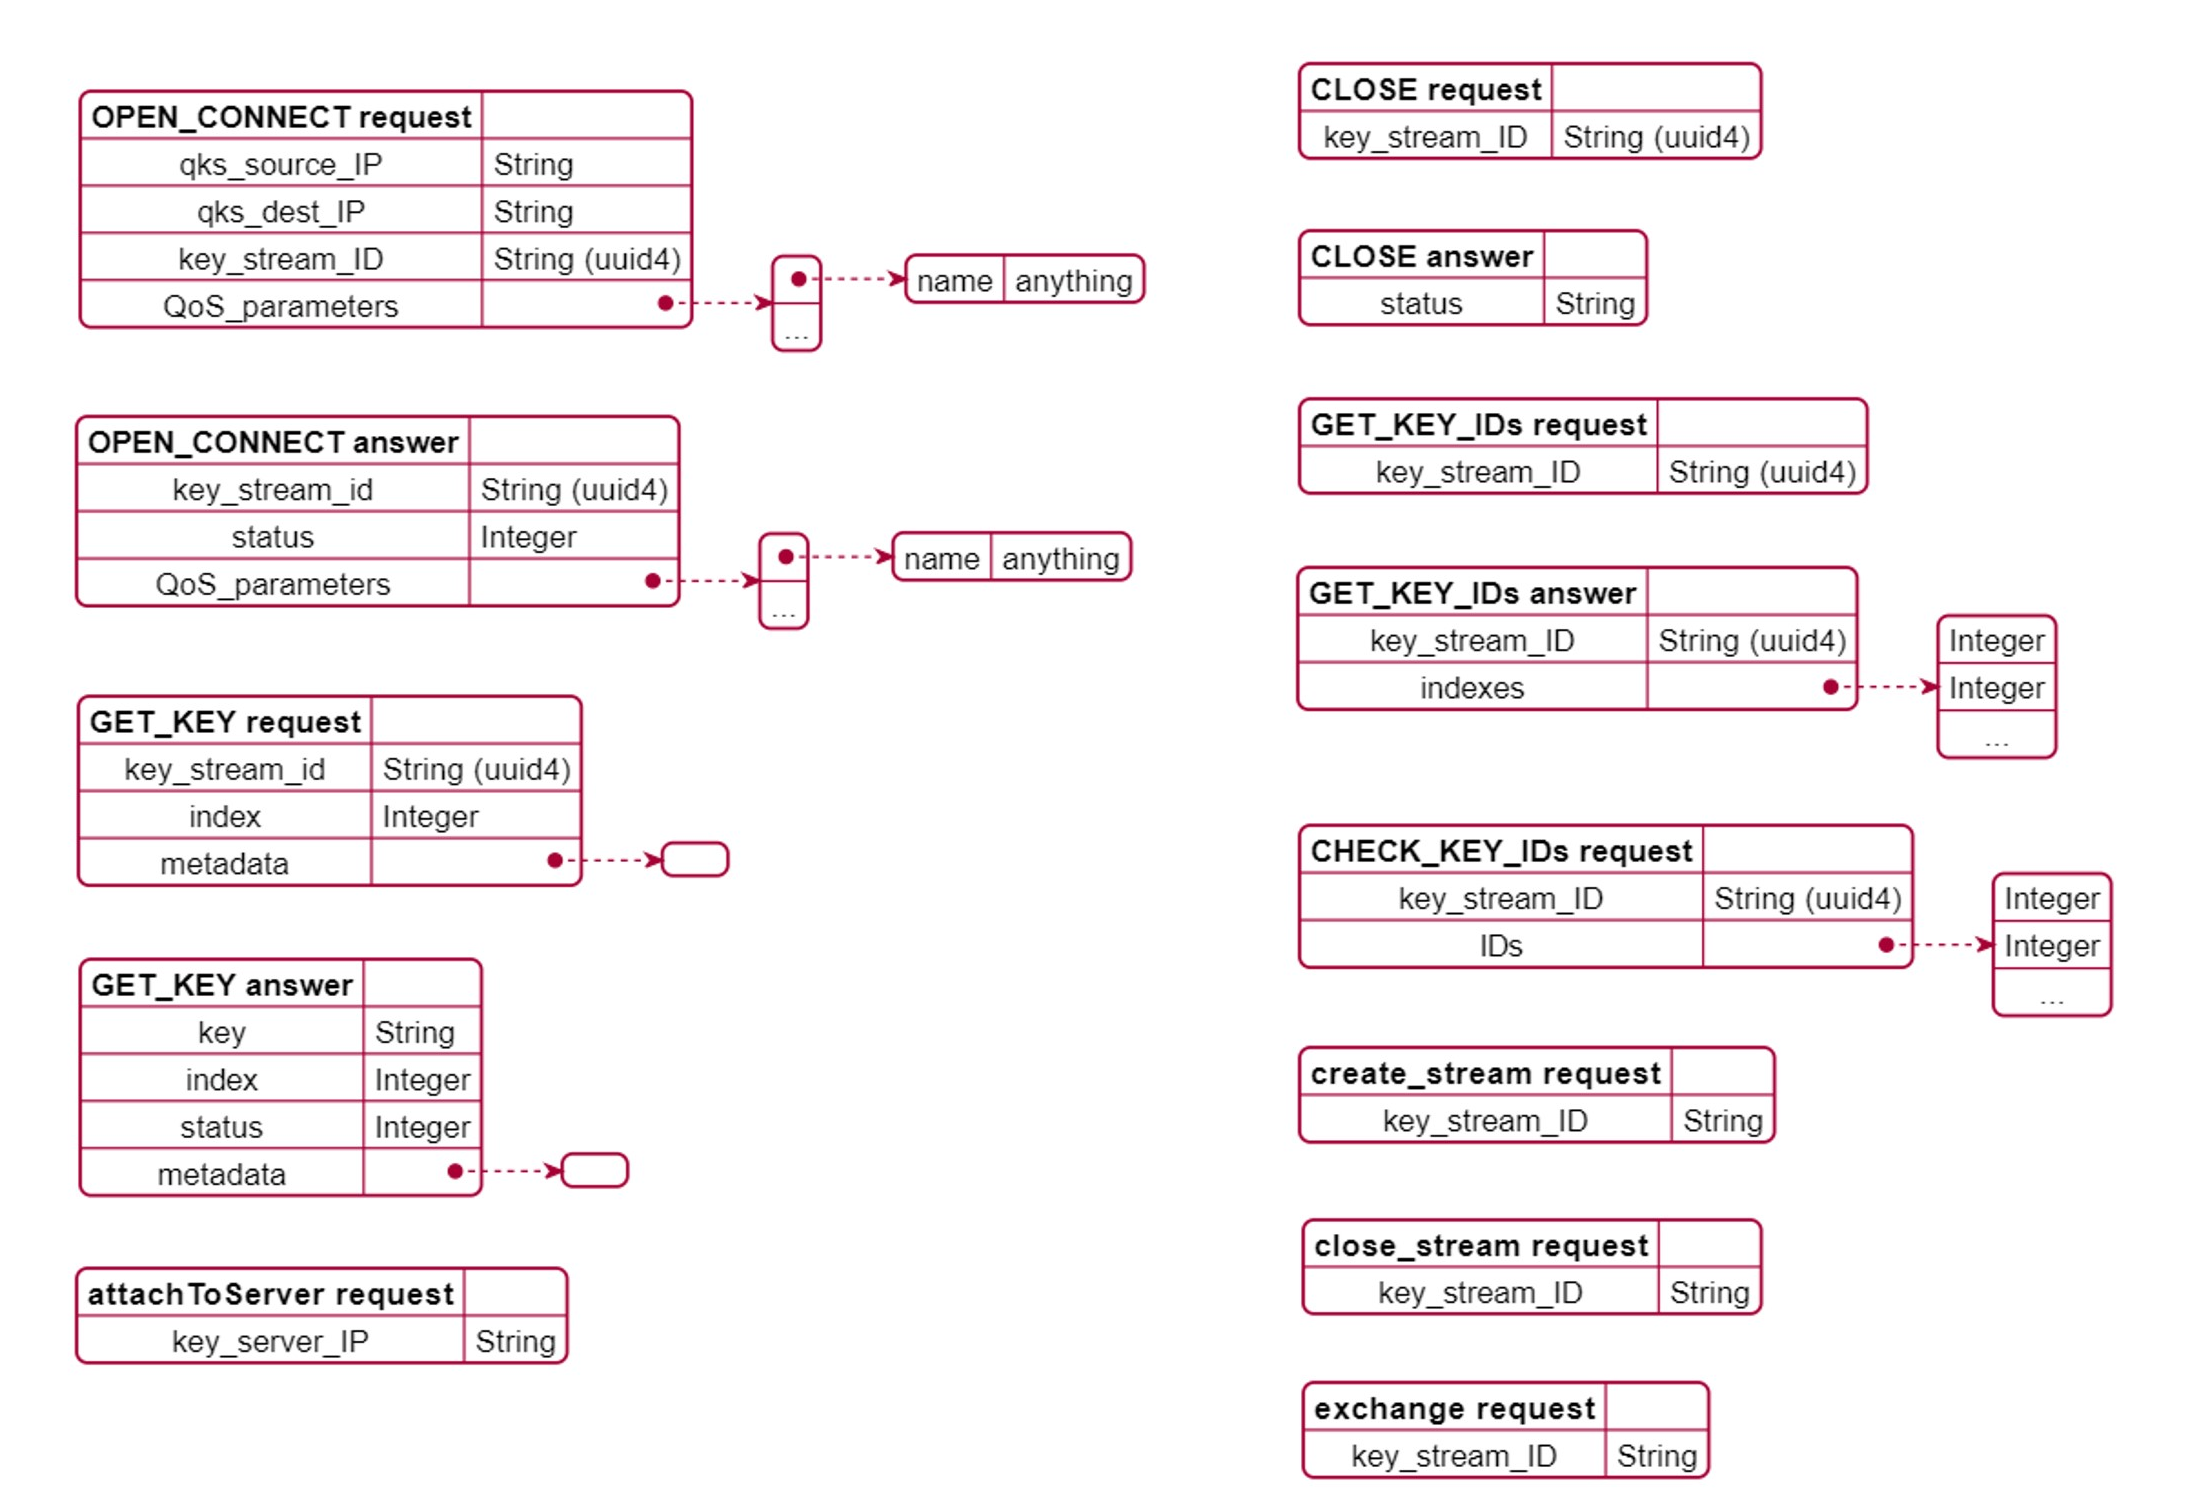 OPEN_CONNECT request
qks_source_IP String
qks_dest_IP String
key_stream_ID String (uuid4)
QoS_parameters
name anything
...
OPEN_CONNECT answer
key_stream_id String (uuid4)
status Integer
QoS_parameters
name anything
...
GET_KEY request
key_stream_id String (uuid4)
index Integer
metadata
GET_KEY answer
key String
index Integer
status Integer
metadata
attachToServer request
key_server_IP String
CLOSE request
key_stream_ID String (uuid4)
CLOSE answer
status String
GET_KEY_IDs request
key_stream_ID String (uuid4)
GET_KEY_IDs answer
key_stream_ID String (uuid4)
indexes
Integer
Integer
...
CHECK_KEY_IDs request
key_stream_ID String (uuid4)
IDs
Integer
Integer
...
create_stream request
key_stream_ID String
close_stream request
key_stream_ID String
exchange request
key_stream_ID String